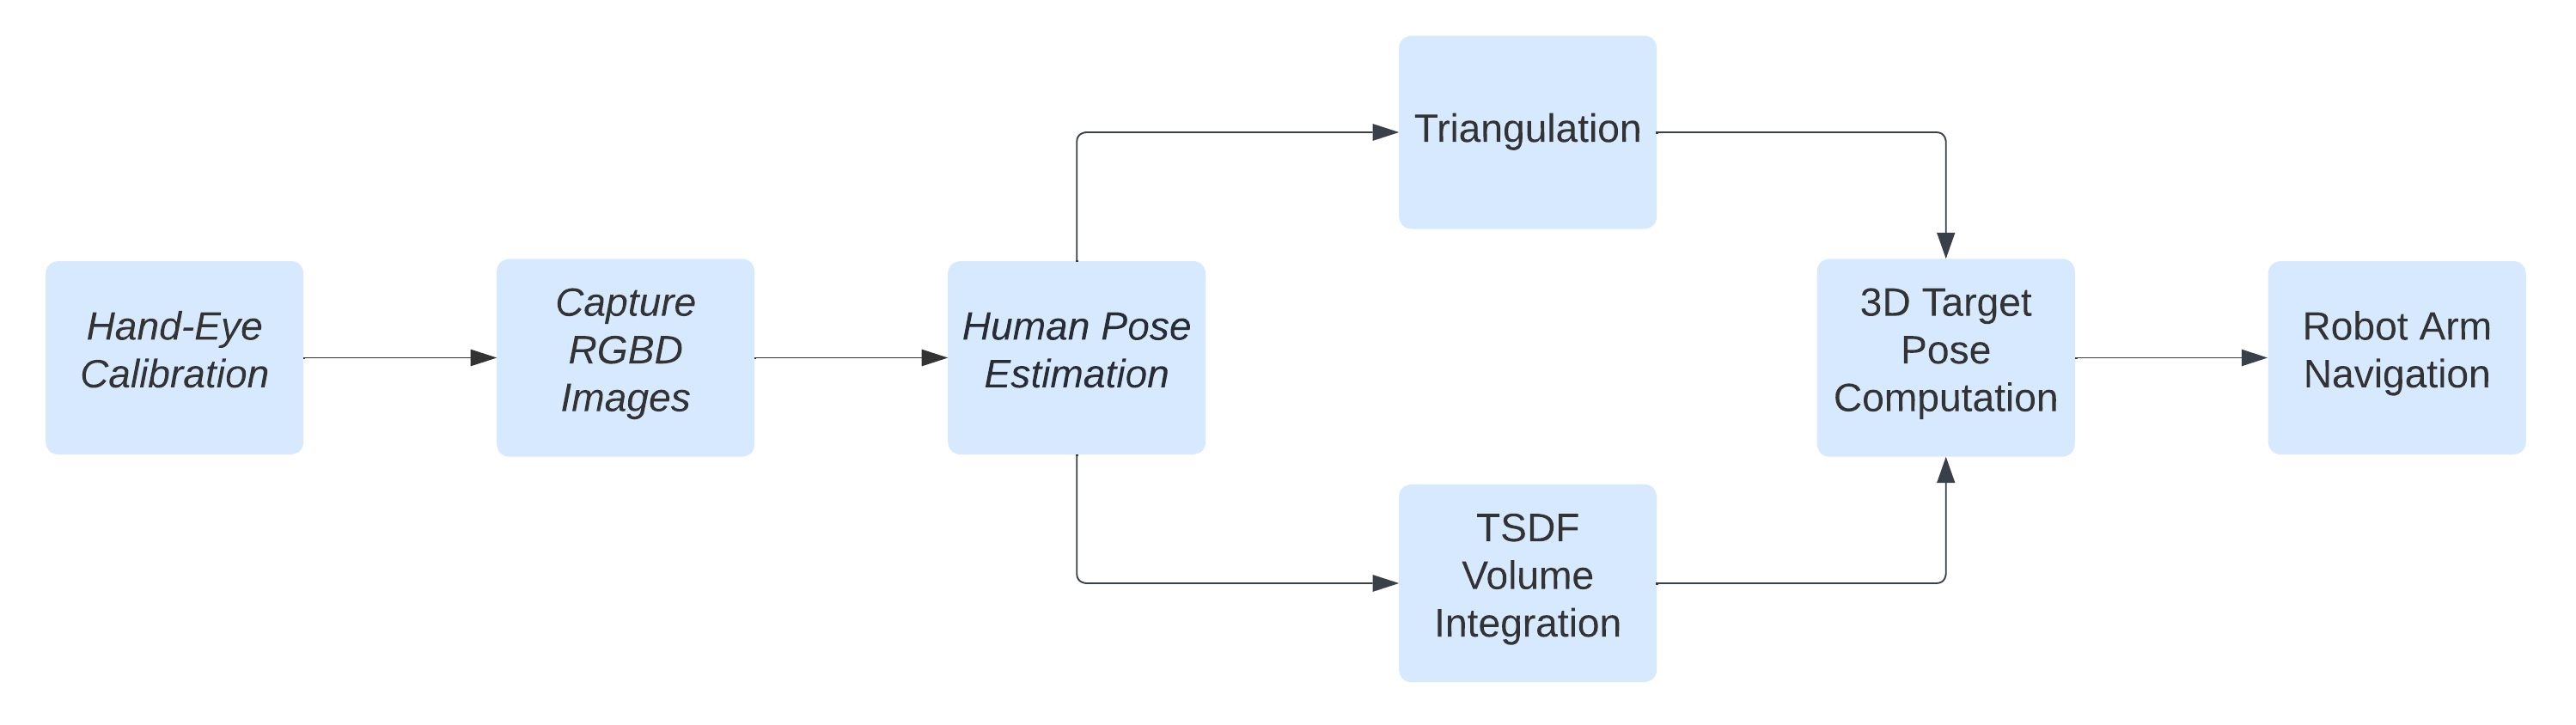 Hand-Eye
Calibration
Capture
RGBD
Images
Human Pose
Estimation
Triangulation
TSDF
Volume
Integration
3D Target
Pose
Computation
Robot Arm
Navigation